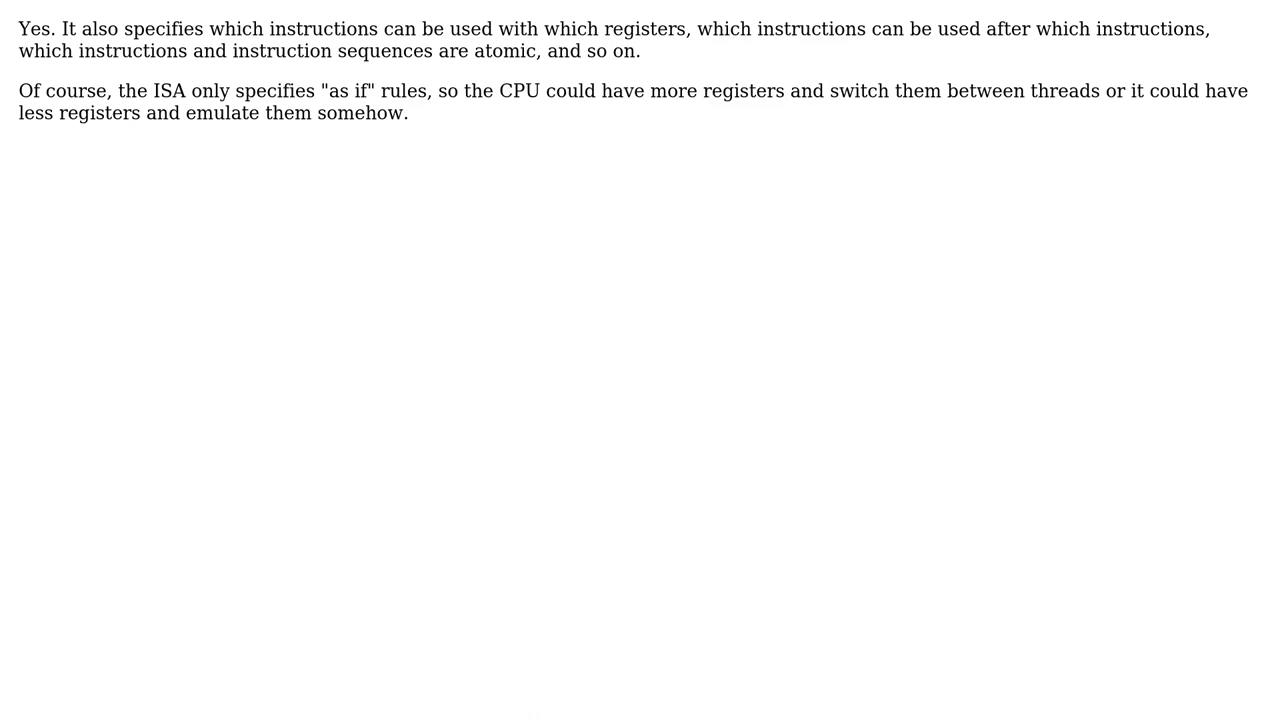 Yes. It also specifies which instructions can be used with which registers, which instructions can be used after which instructions,
which instructions and instruction sequences are atomic, and so on.
Of course, the ISA only specifies "as if" rules, so the CPU could have more registers and switch them between threads or it could have
less registers and emulate them somehow.